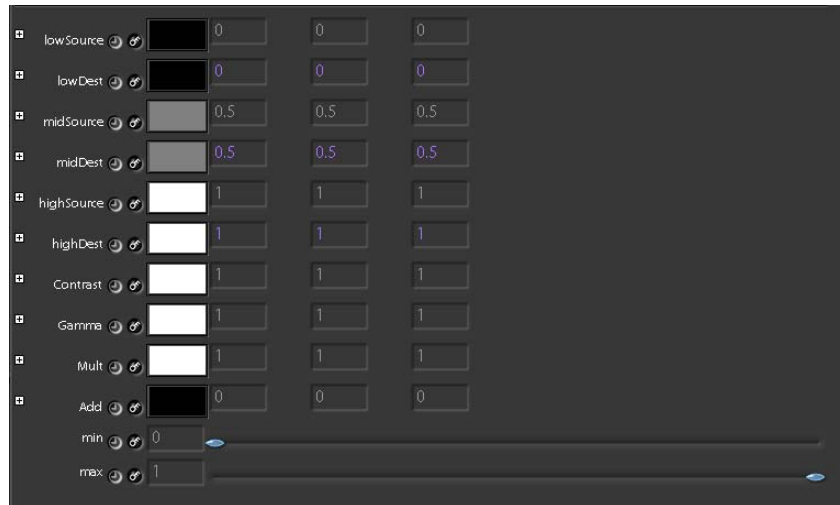 lowSource 0 0 0
lowDest 0 0 0
midSource 0.5 0.5 0.5
midDest 0.5 0.5 0.5
highSource 1 1 1
highDest 1 1 1
Contrast 1 1 1
Gamma 1 1 1
Mult 1 1 1
Add 0 0 0
min 0
max 1